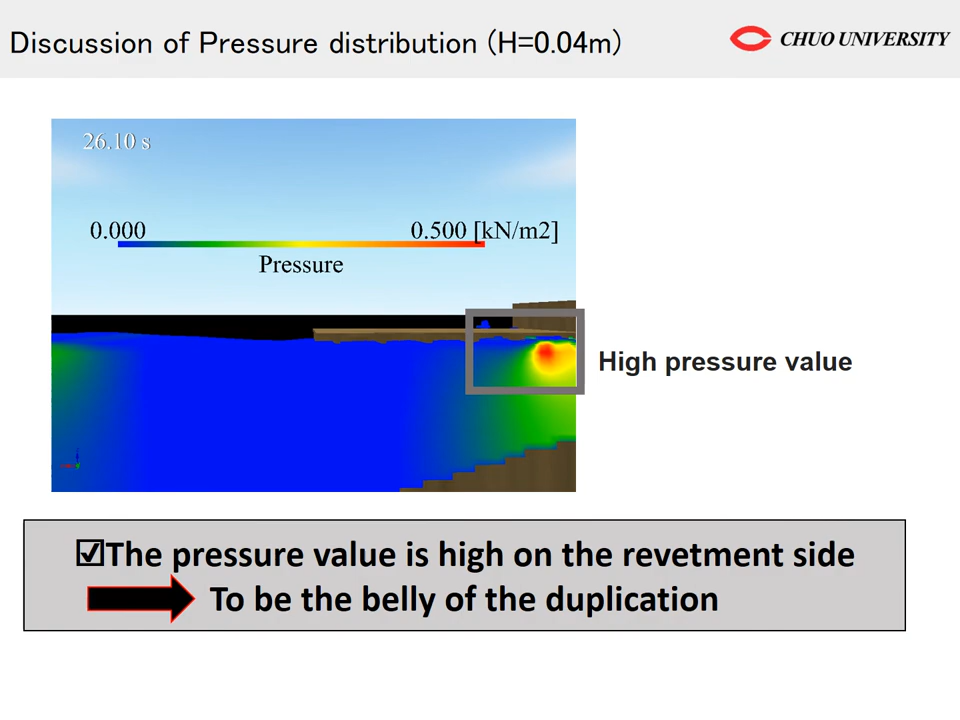 Discussion of Pressure distribution (H=0.04m)
CHUO UNIVERSITY
26.10 s
0.000
0.500 [kN/m2]
Pressure
High pressure value
☑The pressure value is high on the revetment side
To be the belly of the duplication